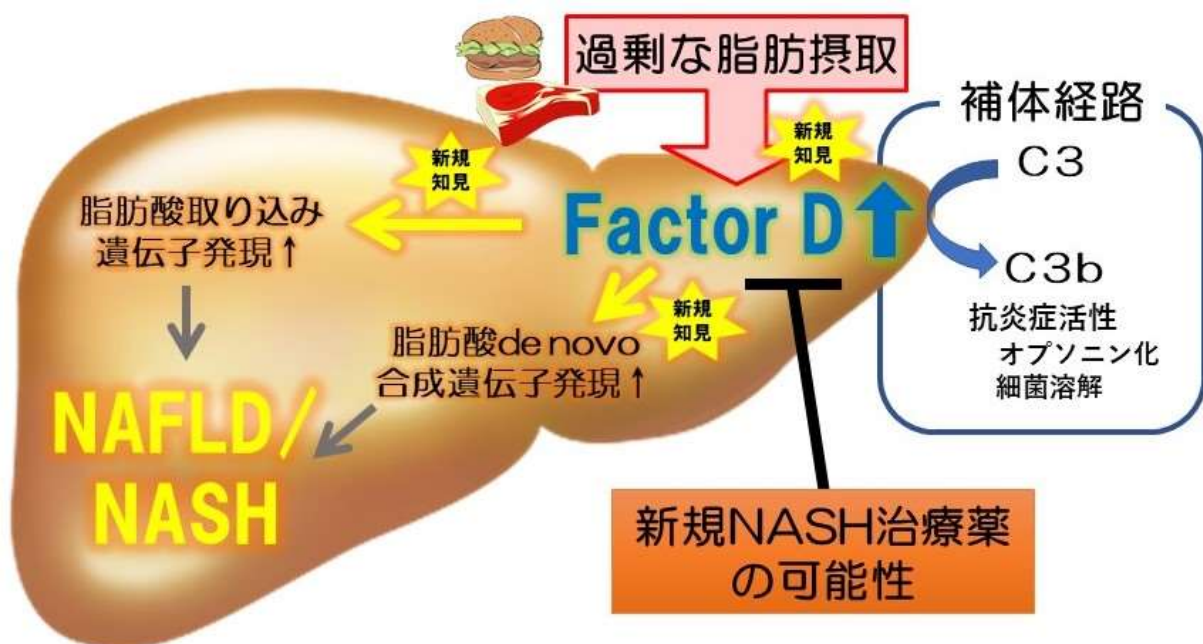 過剰な脂肪摂取
新規
知見
Factor D
新規
知見
脂肪酸取り込み
遺伝子発現↑
新規
知見
脂肪酸de novo
合成遺伝子発現↑
NAFLD/
NASH
補体経路
C3
C3b
抗炎症活性
オプソニン化
細菌溶解
新規NASH治療薬
の可能性